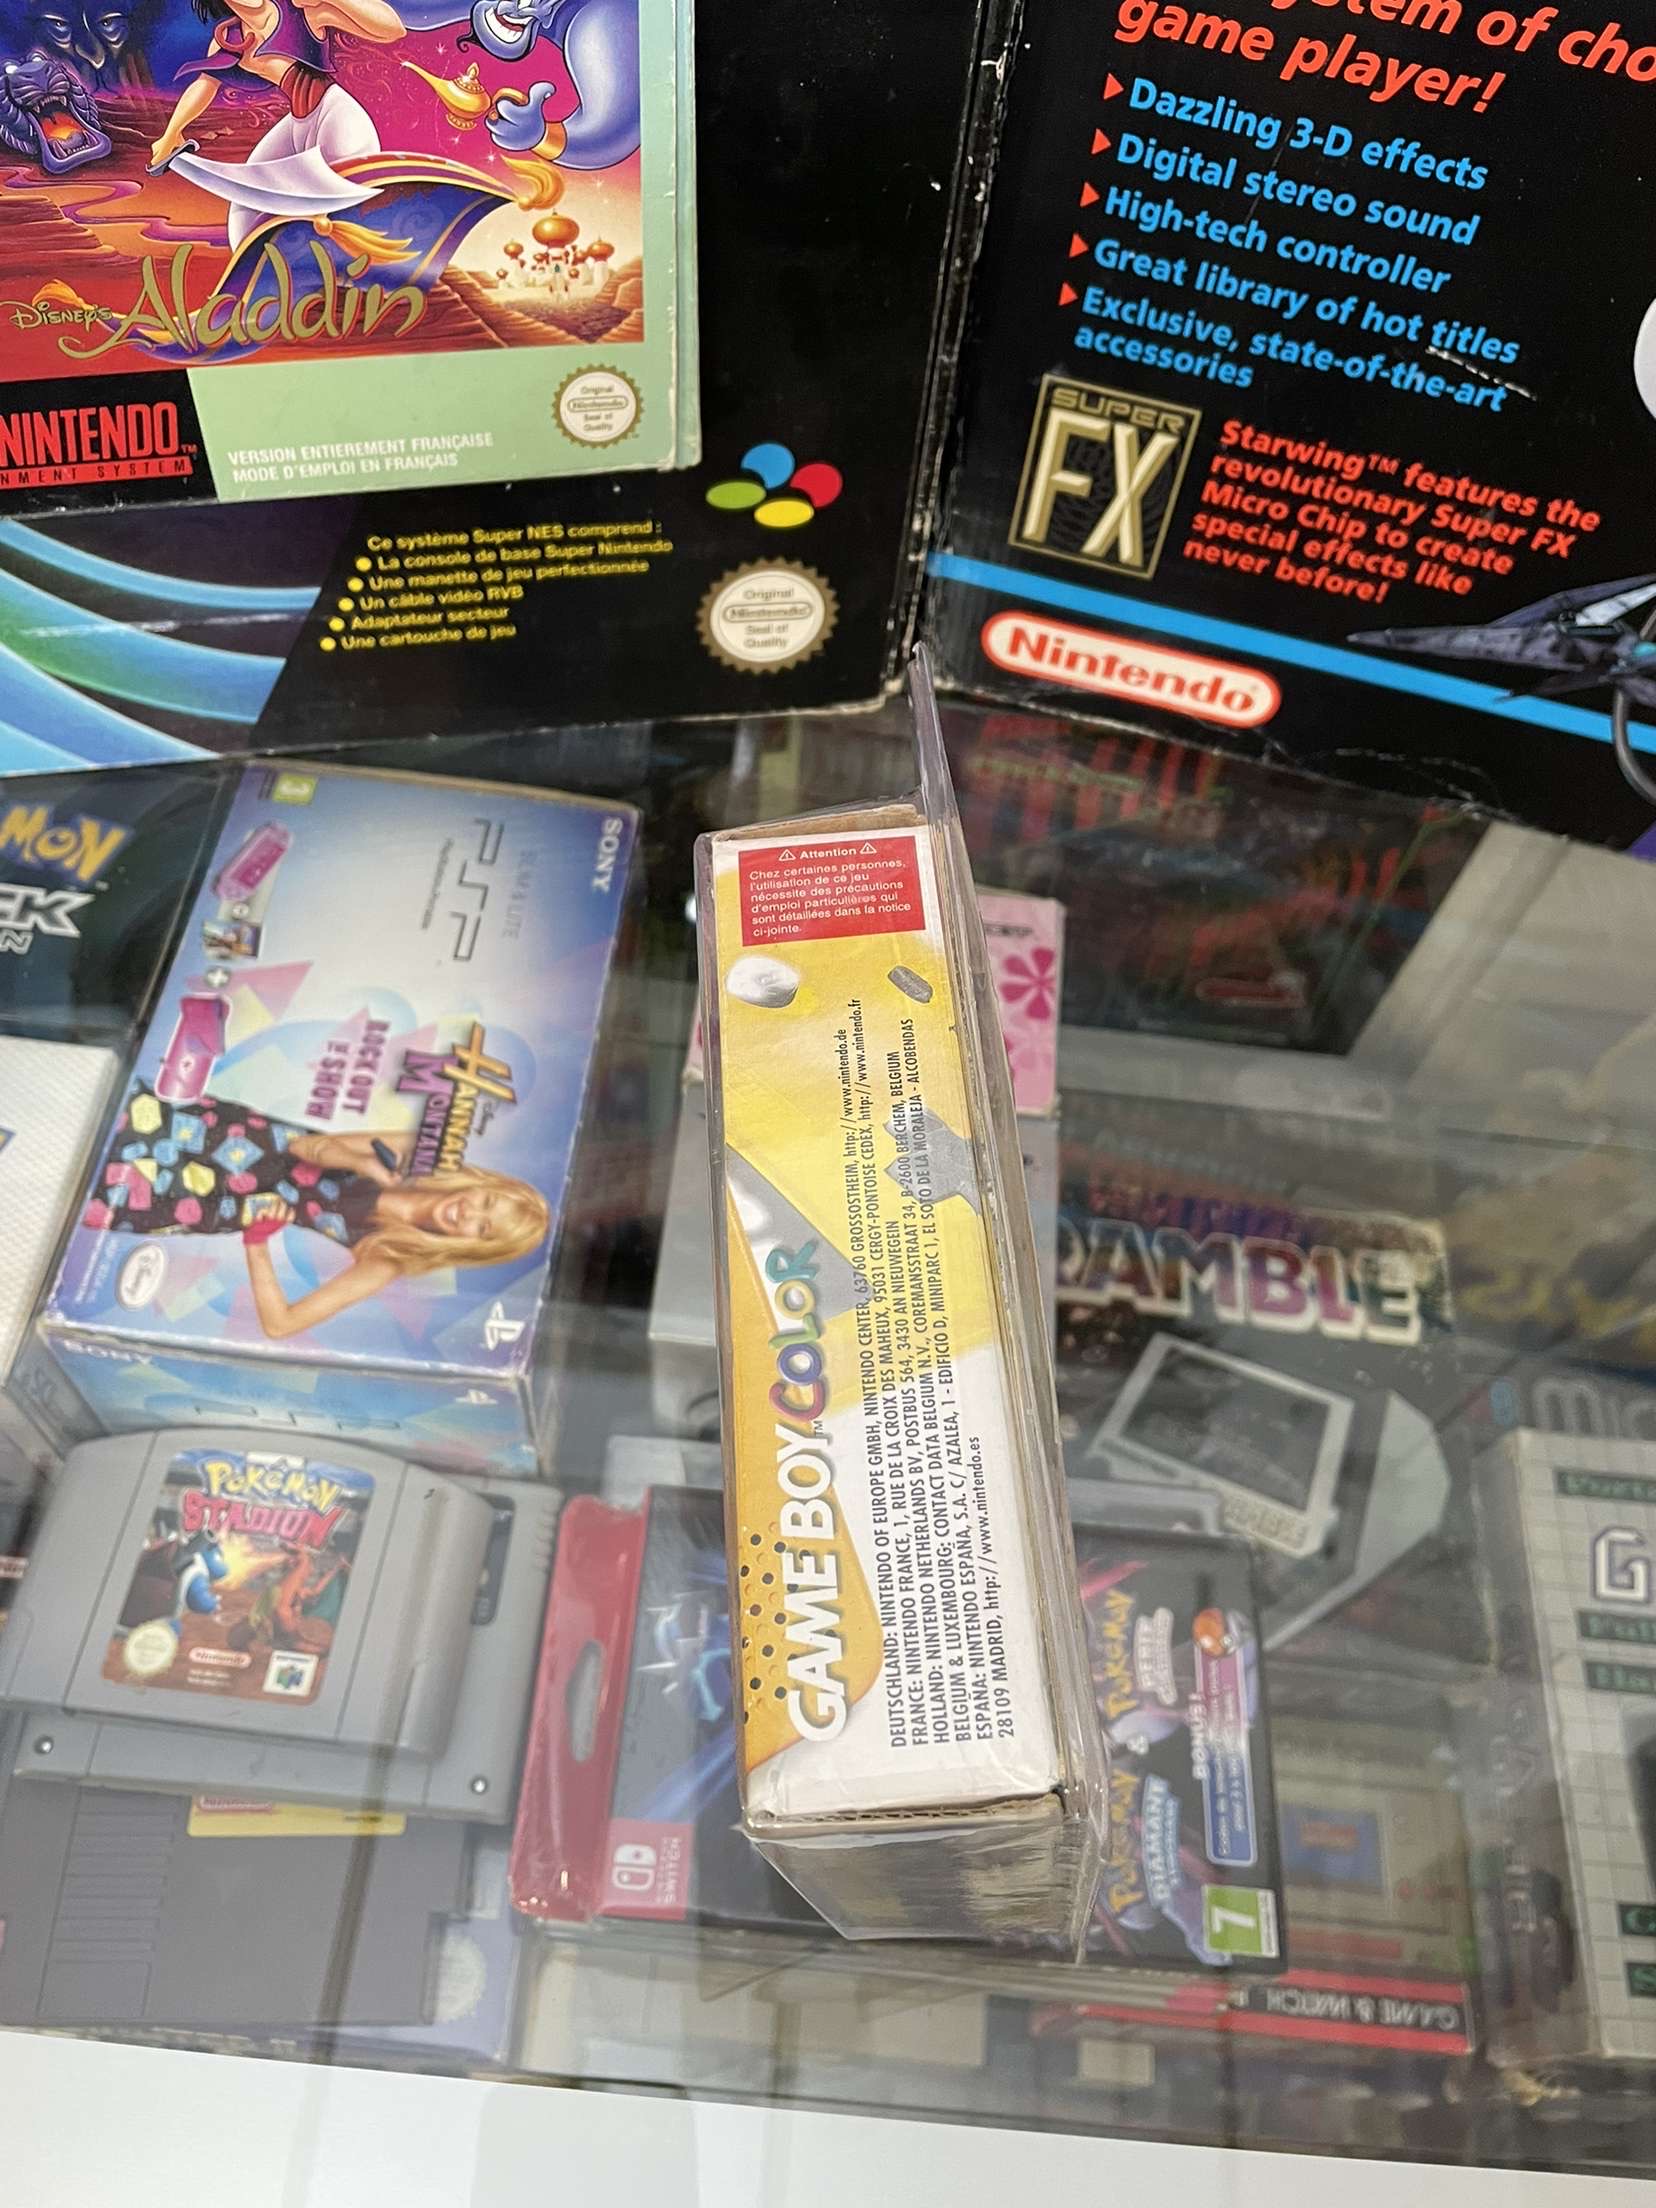 DISNEY'S Aladdin
NINTENDO
NMENT SYSTEM
VERSION ENTIEREMENT FRANÇAISE
MODE D'EMPLOI EN FRANÇAIS
Original
Nintendo
Seal of
Quality
Ce système Super NES comprend :
La console de base Super Nintendo
Une manette de jeu perfectionnée
Un câble vidéo RVB
Adaptateur secteur
Une cartouche de jeu
Original
Nintendo
Seal of
Quality
game player!
Dazzling 3-D effects
Digital stereo sound
High-tech controller
Great library of hot titles
Exclusive, state-of-the-art
accessories
SUPER
FX
Starwing™ features the
revolutionary Super FX
Micro Chip to create
special effects like
never before!
Nintendo
SONY
PSP
HANNAH
MONTANA
ROCK OUT
THE SHOW
Disney
Attention
Chez certaines personnes,
l'utilisation de ce jeu
nécessite des précautions
d'emploi particulières qui
sont détaillées dans la notice
ci-jointe.
GAME BOY COLOR
TM
DEUTSCHLAND: NINTENDO OF EUROPE GMBH, NINTENDO CENTER, 63760 GROSSOSTHEIM, http://www.nintendo.de
FRANCE: NINTENDO FRANCE, 1, RUE DE LA CROIX DES MAHEUX, 95031 CERGY-PONTOISE CEDEX, http://www.nintendo.fr
HOLLAND: NINTENDO NETHERLANDS BV, POSTBUS 564, 3430 AN NIEUWEGEIN
BELGIUM & LUXEMBOURG: CONTACT DATA BELGIUM N.V., COREMANSSTRAAT 34, B-2600 BERCHEM, BELGIUM
ESPAÑA: NINTENDO ESPAÑA, S.A. C/ AZALEA, 1 - EDIFICIO D, MINIPARC 1, EL SOTO DE LA MORALEJA - ALCOBENDAS
28109 MADRID, http://www.nintendo.es
POKéMON
STADIUM
Nintendo
Pokémon
DIAMANT
&
Pokémon
BONUS!
7
GAME & WATCH